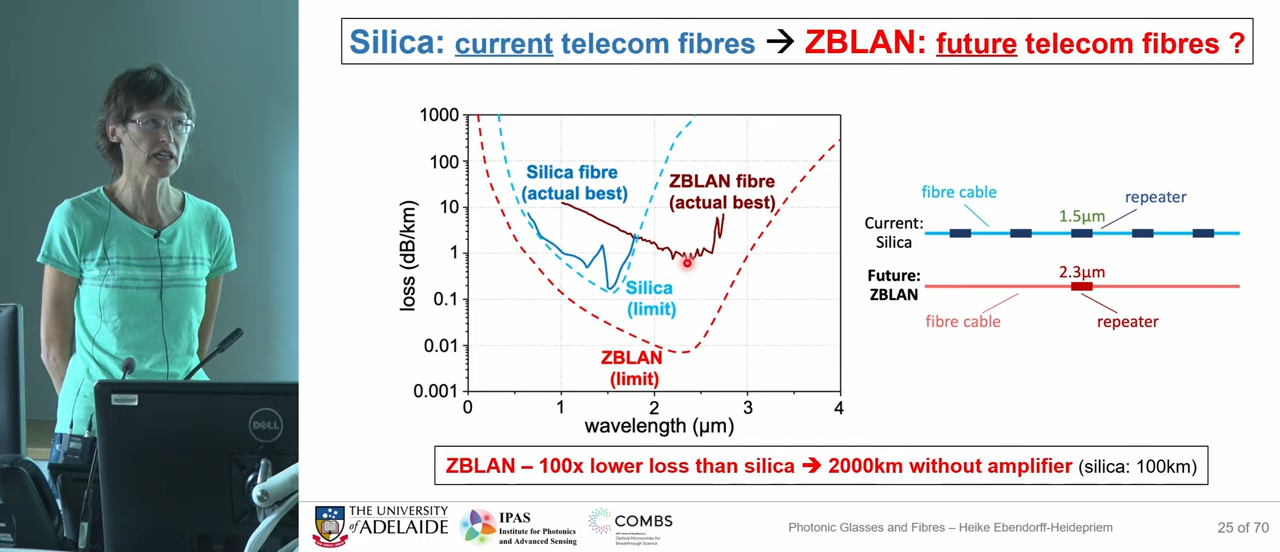 Silica: current telecom fibres → ZBLAN: future telecom fibres ?
1000
100
10
1
0.1
0.01
0.001
loss (dB/km)
0
1
2
3
4
wavelength (µm)
Silica fibre
(actual best)
ZBLAN fibre
(actual best)
Silica
(limit)
ZBLAN
(limit)
fibre cable
repeater
Current:
Silica
1.5µm
Future:
ZBLAN
2.3µm
fibre cable
repeater
ZBLAN – 100x lower loss than silica → 2000km without amplifier (silica: 100km)
DELL
THE UNIVERSITY
of ADELAIDE
IPAS
Institute for Photonics
and Advanced Sensing
COMBS
Photonic Glasses and Fibres – Heike Ebendorff-Heidepriem
25 of 70